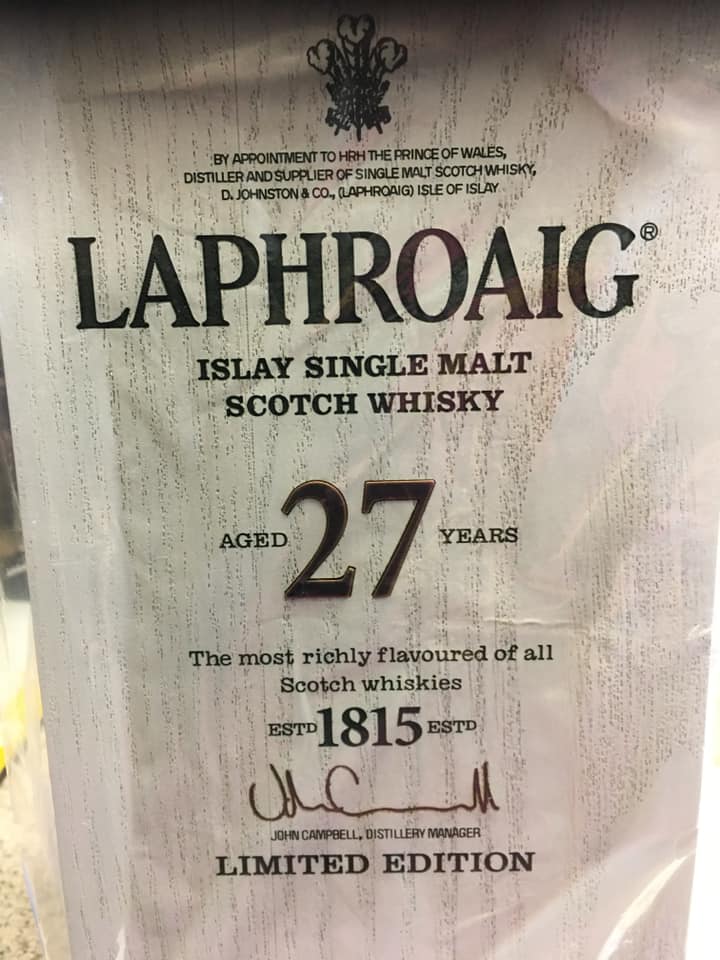 BY APPOINTMENT TO HRH THE PRINCE OF WALES,
DISTILLER AND SUPPLIER OF SINGLE MALT SCOTCH WHISKY,
D. JOHNSTON & CO., (LAPHROAIG) ISLE OF ISLAY
LAPHROAIG®
ISLAY SINGLE MALT
SCOTCH WHISKY
AGED 27 YEARS
The most richly flavoured of all
Scotch whiskies
ESTD 1815 ESTD
JOHN CAMPBELL, DISTILLERY MANAGER
LIMITED EDITION